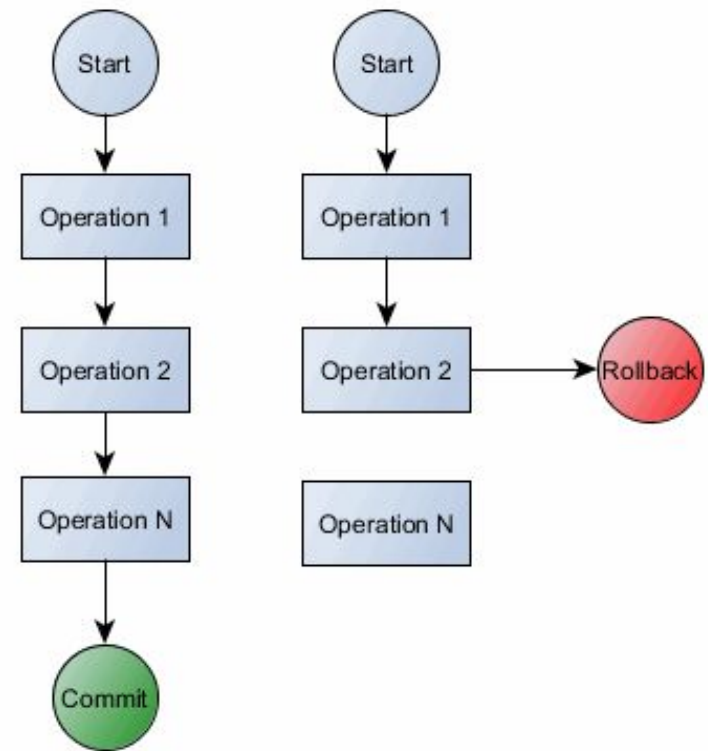 Start
Operation 1
Operation 2
Operation N
Commit
Start
Operation 1
Operation 2
Rollback
Operation N